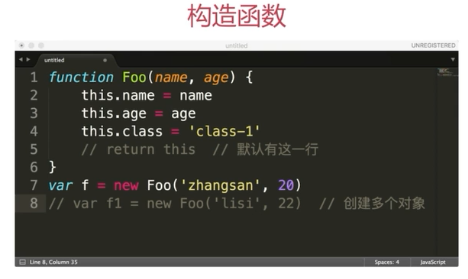 构造函数
untitled
UNREGISTERED
untitled
1 function Foo(name, age) {
2     this.name = name
3     this.age = age
4     this.class = 'class-1'
5     // return this  // 默认有这一行
6 }
7 var f = new Foo('zhangsan', 20)
8 // var f1 = new Foo('lisi', 22)  // 创建多个对象
Line 8, Column 35
Spaces: 4
JavaScript